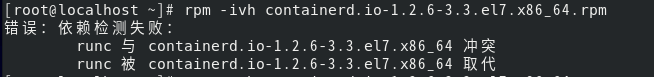 [root@localhost ~]# rpm -ivh containerd.io-1.2.6-3.3.el7.x86_64.rpm
错误：依赖检测失败：
runc 与 containerd.io-1.2.6-3.3.el7.x86_64 冲突
runc 被 containerd.io-1.2.6-3.3.el7.x86_64 取代